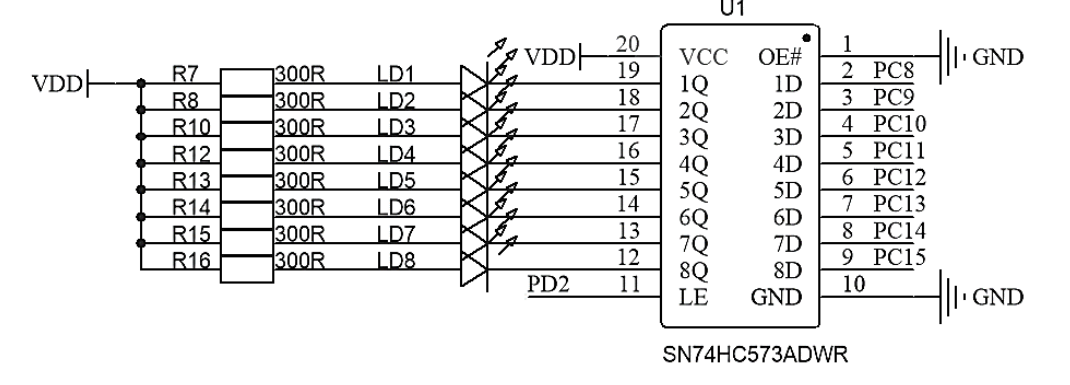 U1
VDD 20 VCC OE# 1 GND
VDD R7 300R LD1 19 1Q 1D 2 PC8
R8 300R LD2 18 2Q 2D 3 PC9
R10 300R LD3 17 3Q 3D 4 PC10
R12 300R LD4 16 4Q 4D 5 PC11
R13 300R LD5 15 5Q 5D 6 PC12
R14 300R LD6 14 6Q 6D 7 PC13
R15 300R LD7 13 7Q 7D 8 PC14
R16 300R LD8 12 8Q 8D 9 PC15
PD2 11 LE GND 10 GND
SN74HC573ADWR